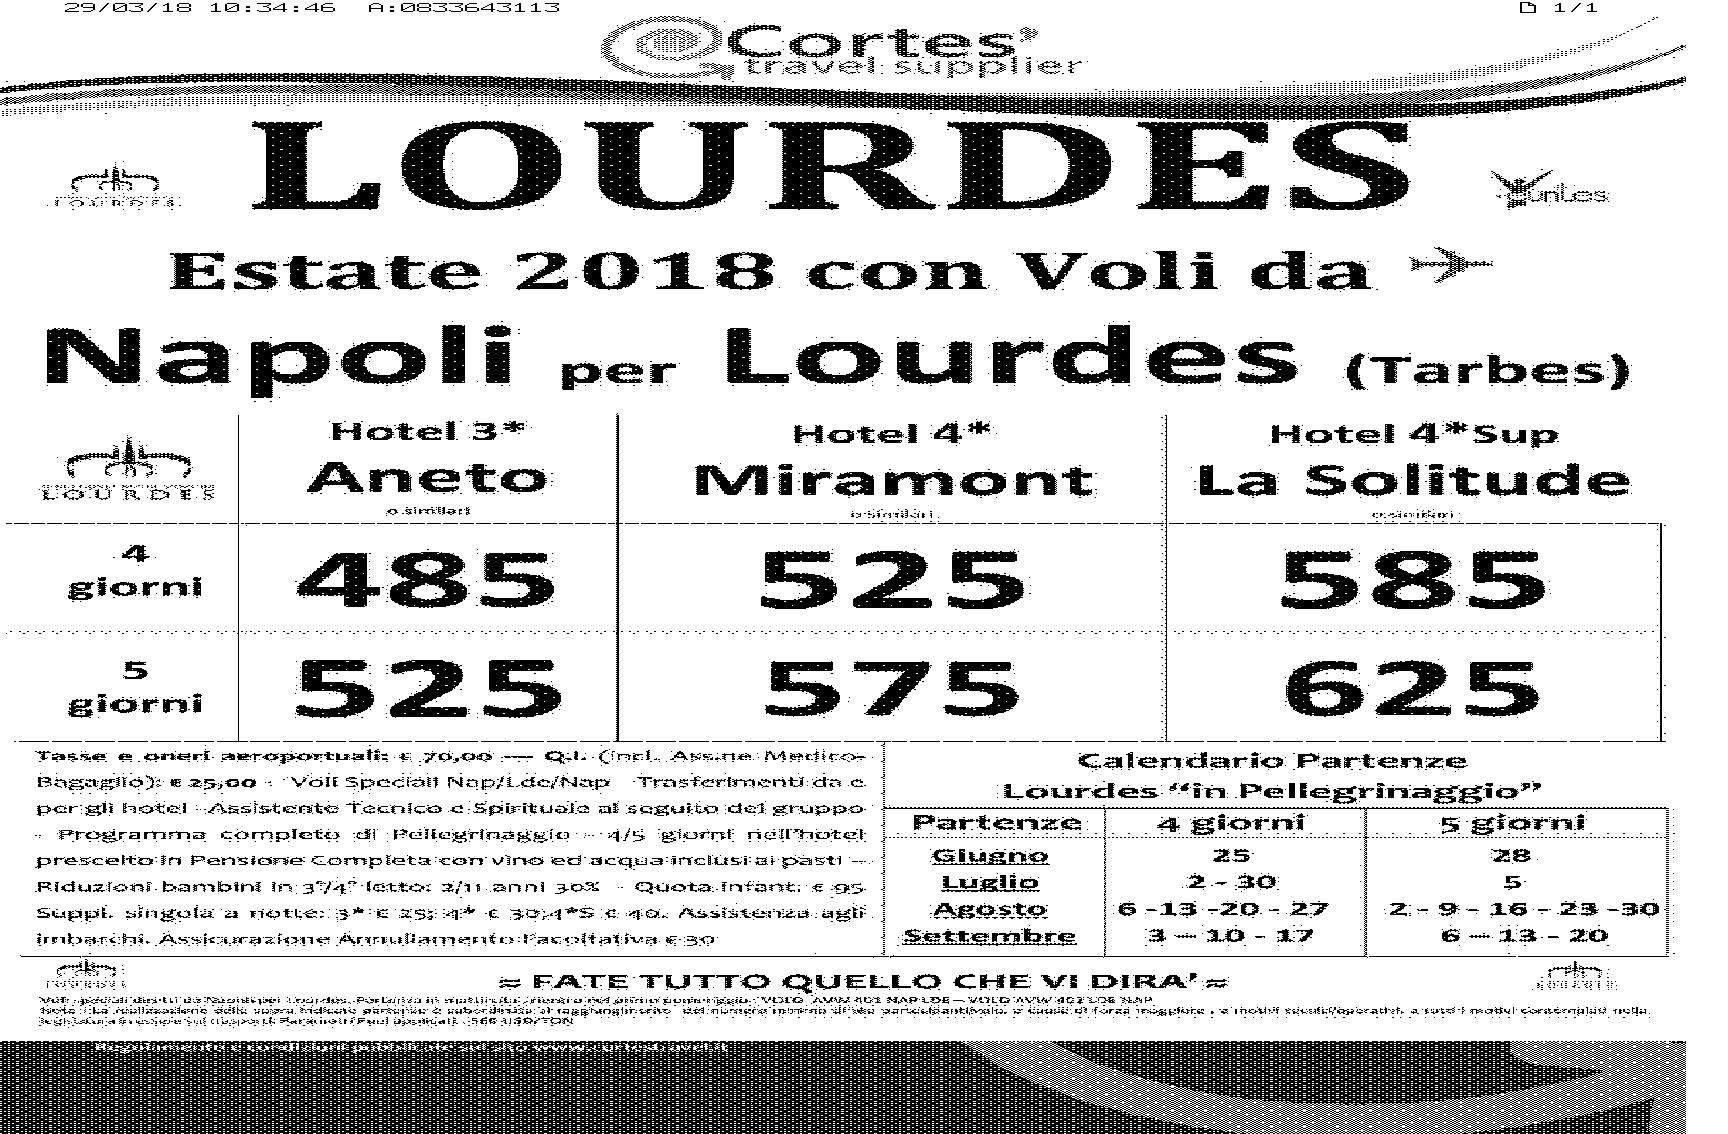 29/03/18 10:34:46 A:0833643113 1/1
Cortes'
travel supplier
LOURDES
LOURDES
Estate 2018 con Voli da
Napoli per Lourdes (Tarbes)
LOURDES
Hotel 3*
Aneto
o similari
Hotel 4*
Miramont
o similari
Hotel 4*Sup
La Solitude
o similari
4
giorni
485 525 585
5
giorni
525 575 625
Tasse e oneri aeroportuali: € 70,00 — Q.I. (incl. Ass.ne Medico-
Bagaglio): € 25,00 - Voli Speciali Nap/Lde/Nap - Trasferimenti da e
per gli hotel - Assistente Tecnico e Spirituale al seguito del gruppo
- Programma completo di Pellegrinaggio - 4/5 giorni nell'hotel
prescelto in Pensione Completa con vino ed acqua inclusi ai pasti –
Riduzioni bambini in 3°/4° letto: 2/11 anni 30% - Quota infant: € 95
Suppl. singola a notte: 3* € 25; 4* € 30;4*S € 40. Assistenza agli
imbarchi. Assicurazione Annullamento Facoltativa € 30
Calendario Partenze
Lourdes “in Pellegrinaggio”
Partenze 4 giorni 5 giorni
Giugno 25 28
Luglio 2 - 30 5
Agosto 6 -13 -20 - 27 2 - 9 - 16 - 23 -30
Settembre 3 – 10 - 17 6 – 13 - 20
≈ FATE TUTTO QUELLO CHE VI DIRA’ ≈